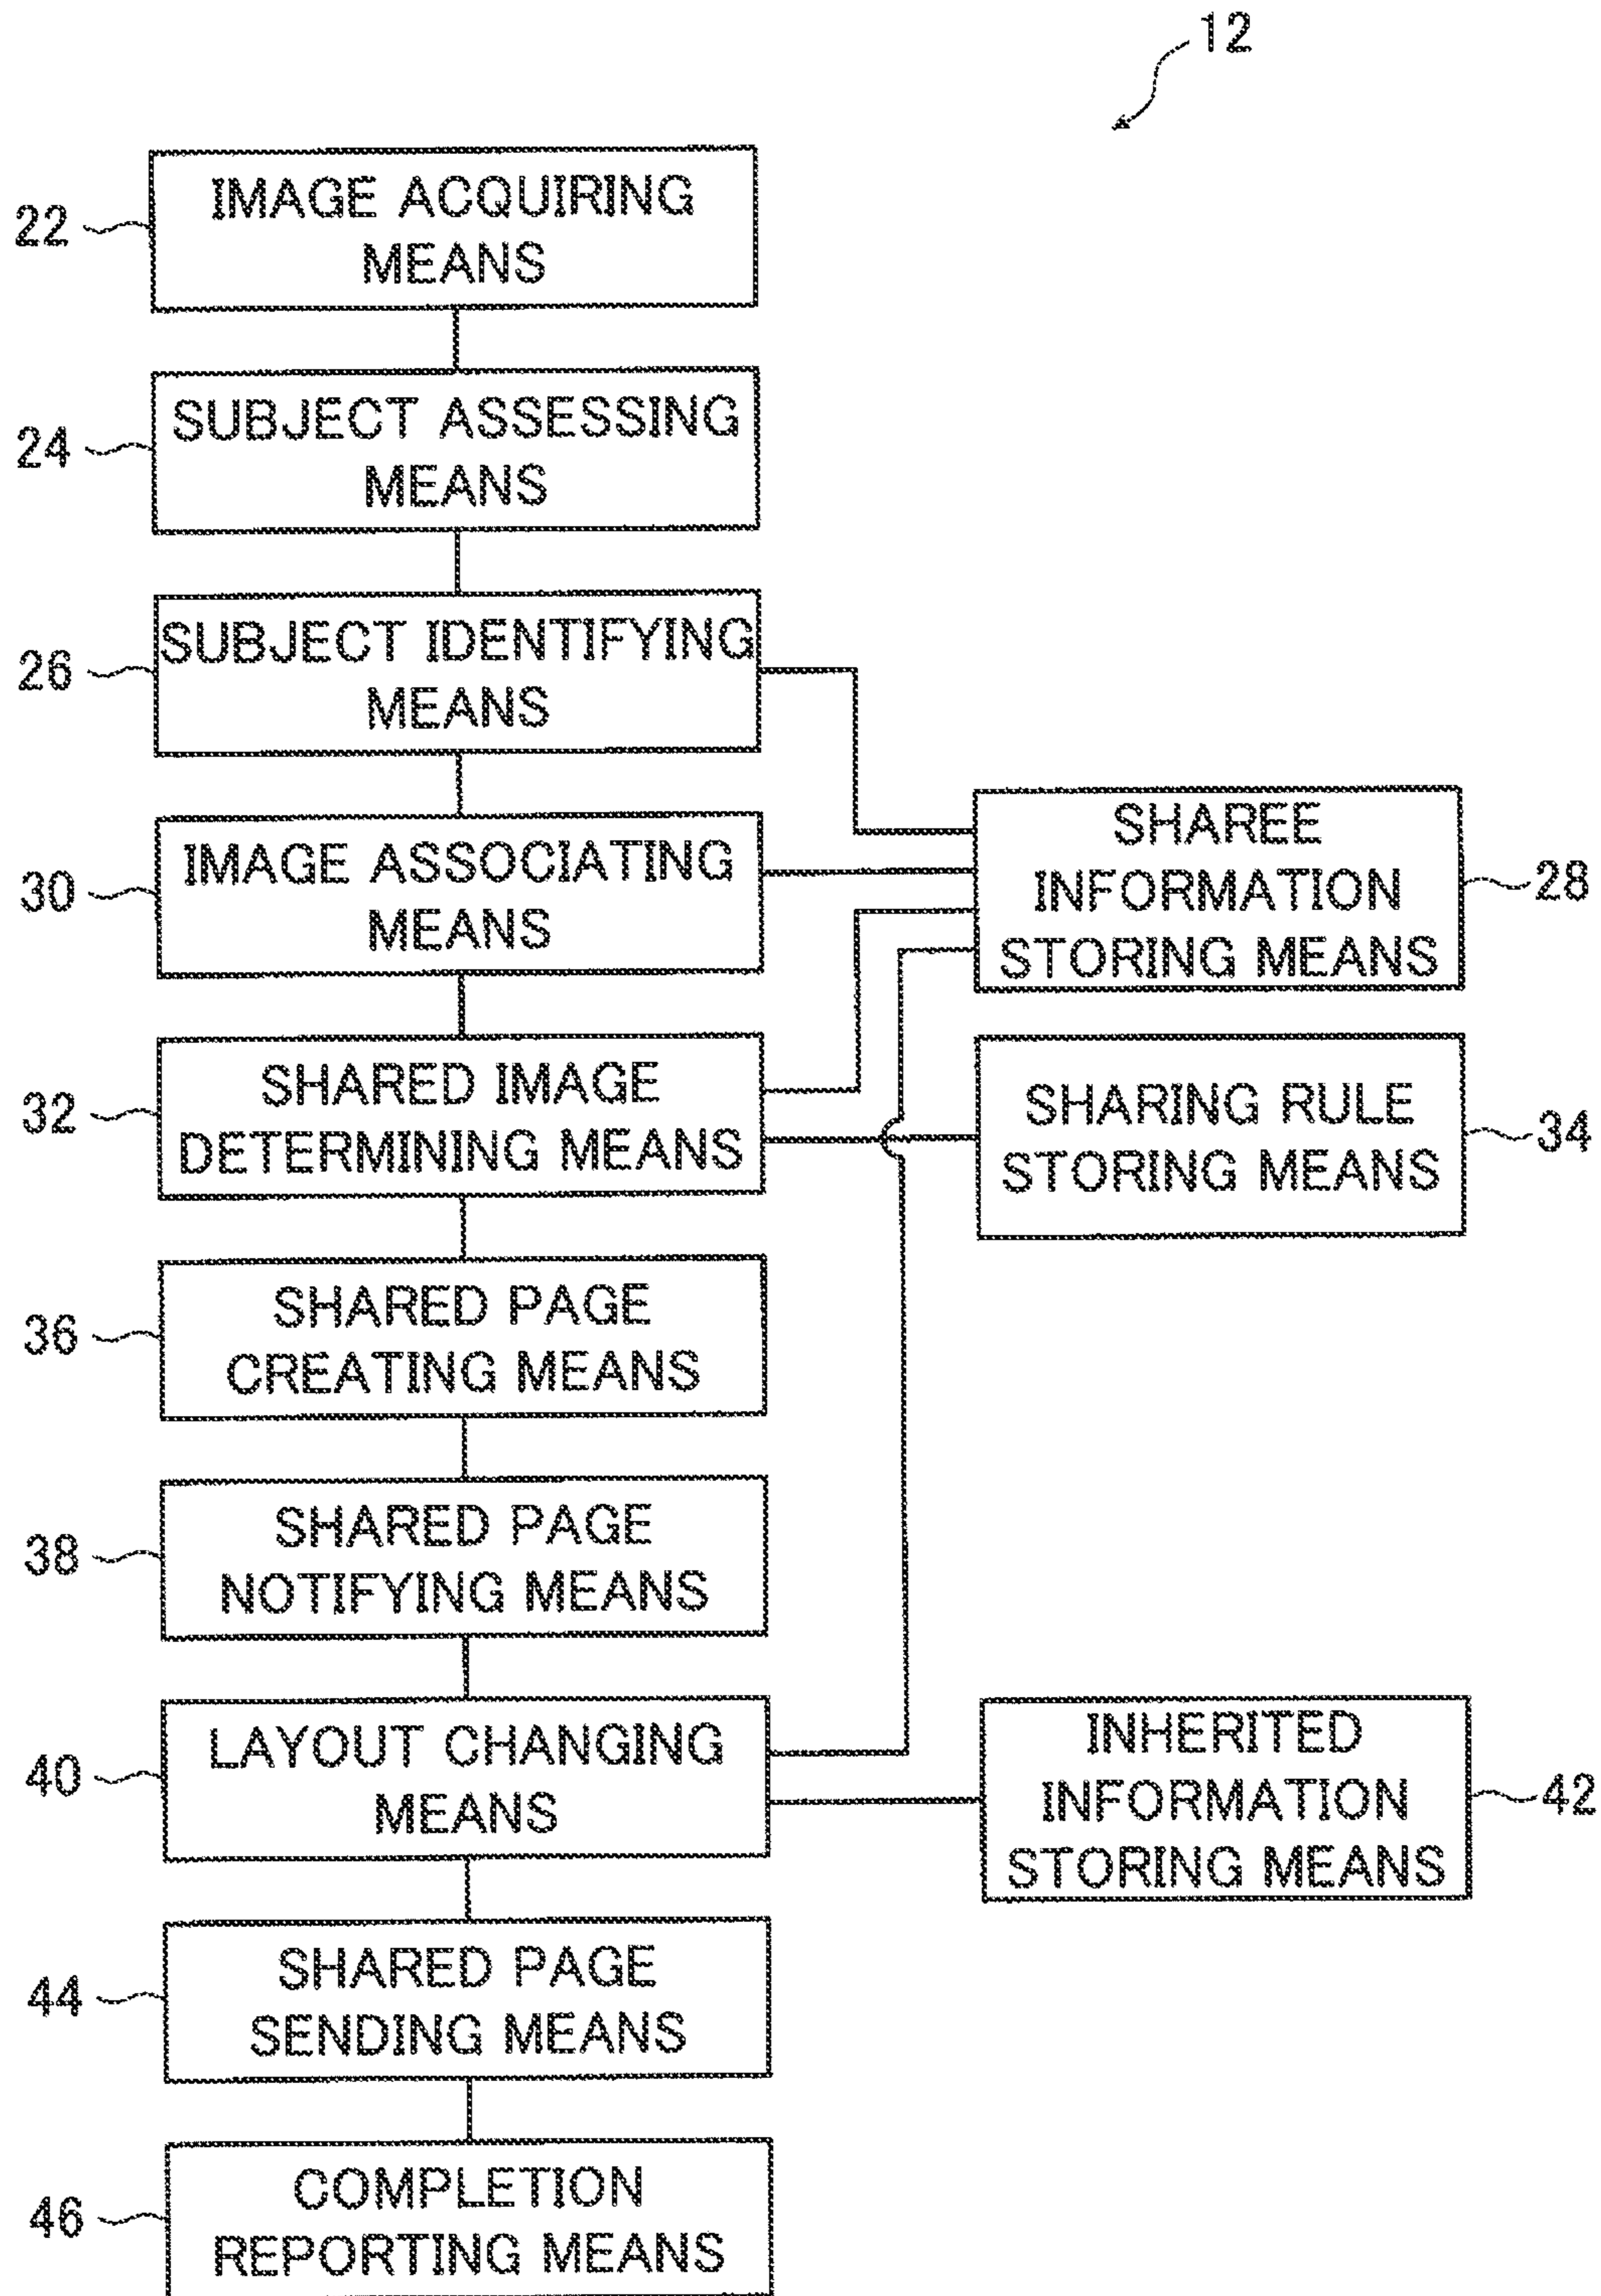 12
22
IMAGE ACQUIRING
MEANS
24
SUBJECT ASSESSING
MEANS
26
SUBJECT IDENTIFYING
MEANS
30
IMAGE ASSOCIATING
MEANS
SHAREE
INFORMATION
STORING MEANS
28
32
SHARED IMAGE
DETERMINING MEANS
SHARING RULE
STORING MEANS
34
36
SHARED PAGE
CREATING MEANS
38
SHARED PAGE
NOTIFYING MEANS
40
LAYOUT CHANGING
MEANS
INHERITED
INFORMATION
STORING MEANS
42
44
SHARED PAGE
SENDING MEANS
46
COMPLETION
REPORTING MEANS